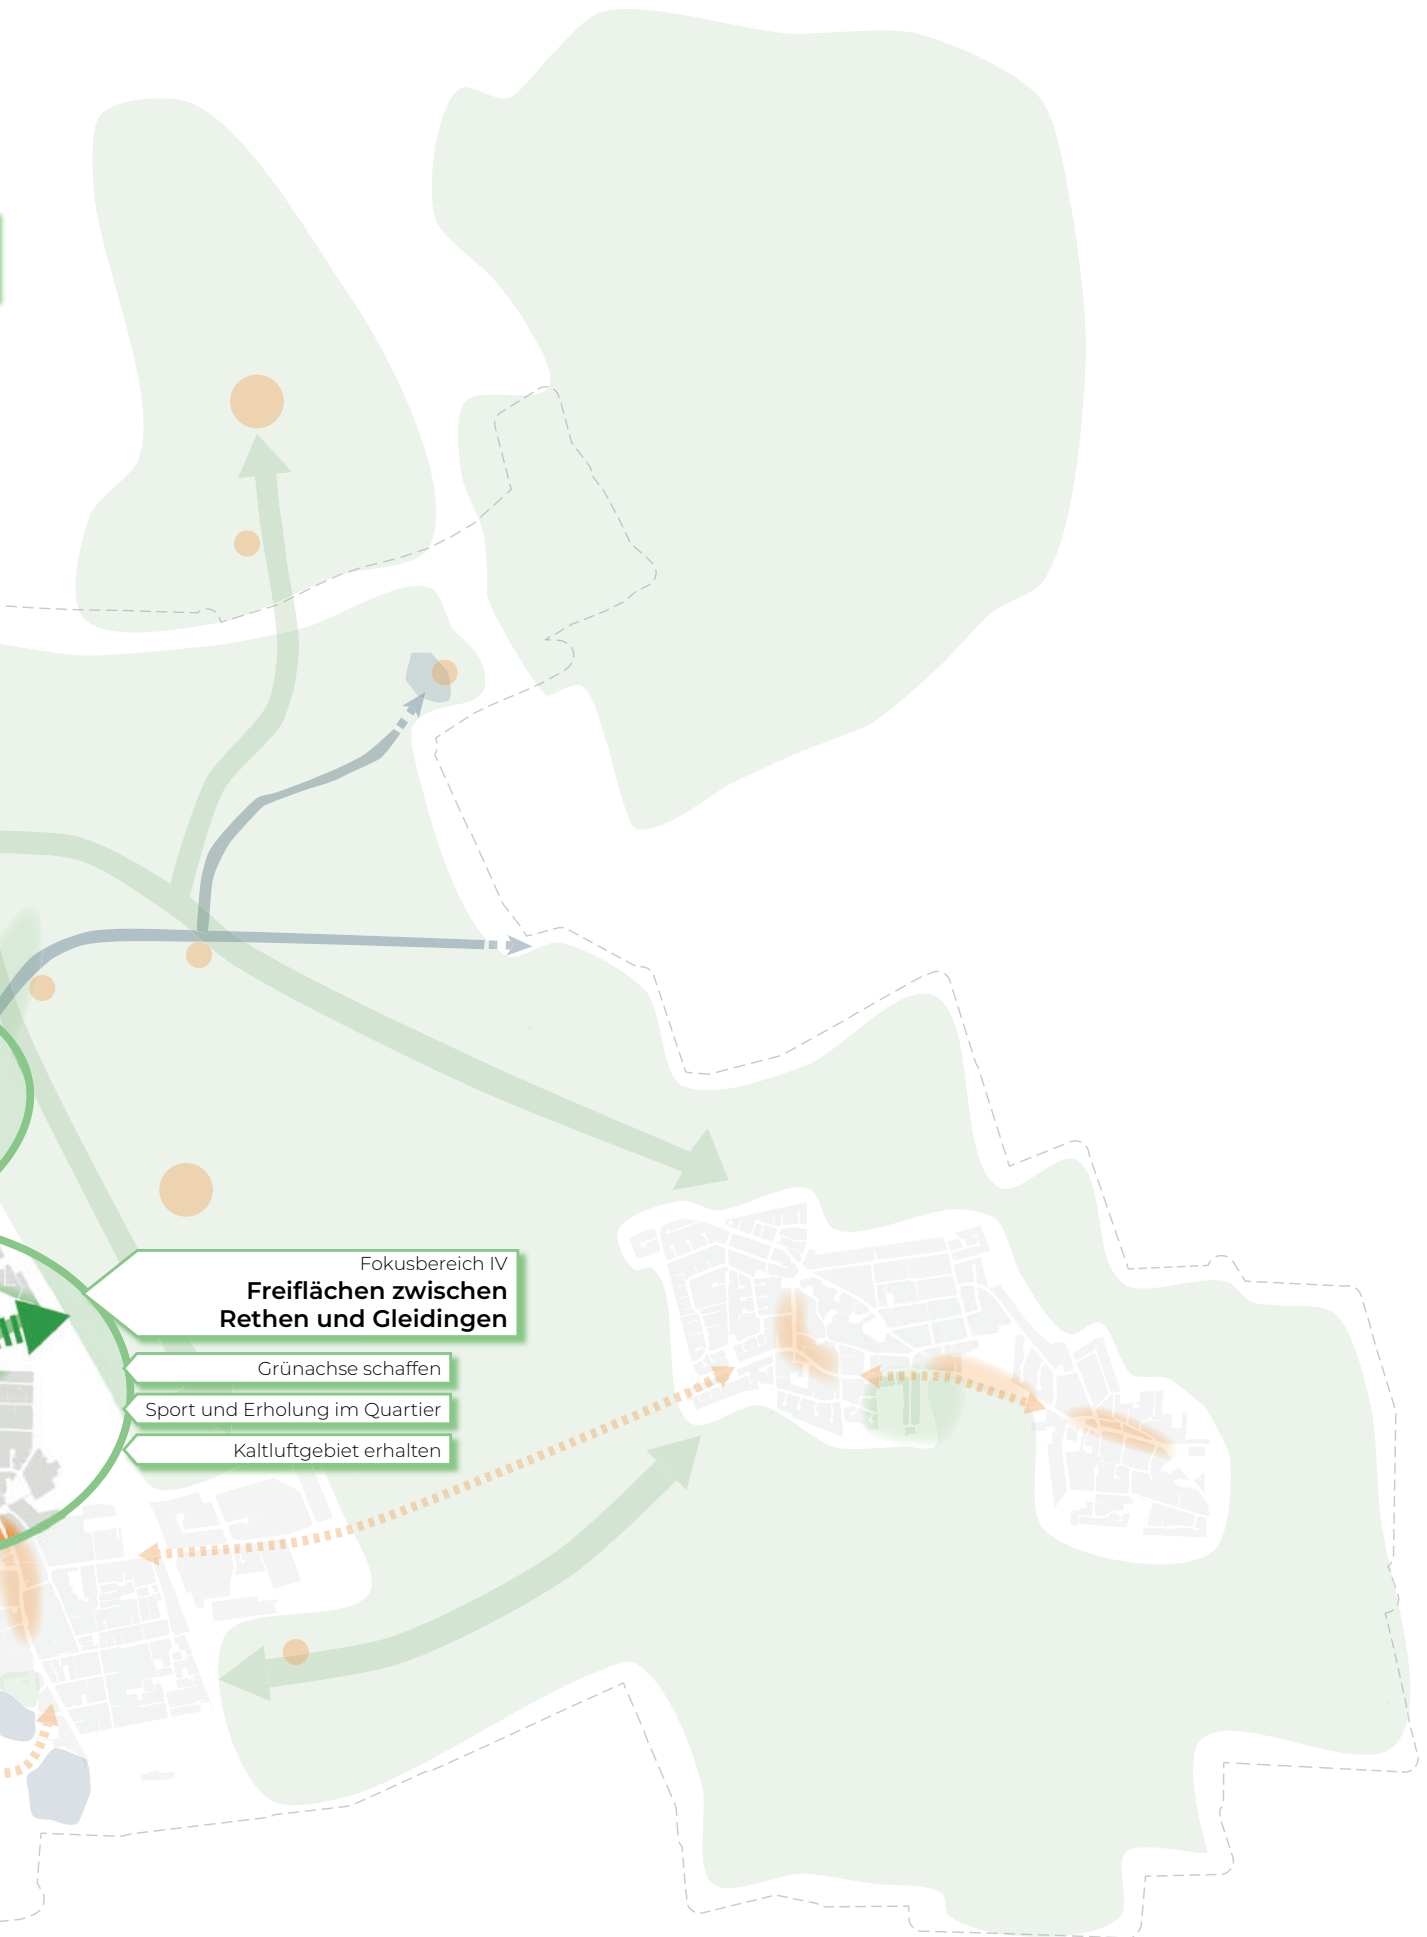 Fokusbereich IV
Freiflächen zwischen
Rethen und Gleidingen
Grünachse schaffen
Sport und Erholung im Quartier
Kaltluftgebiet erhalten